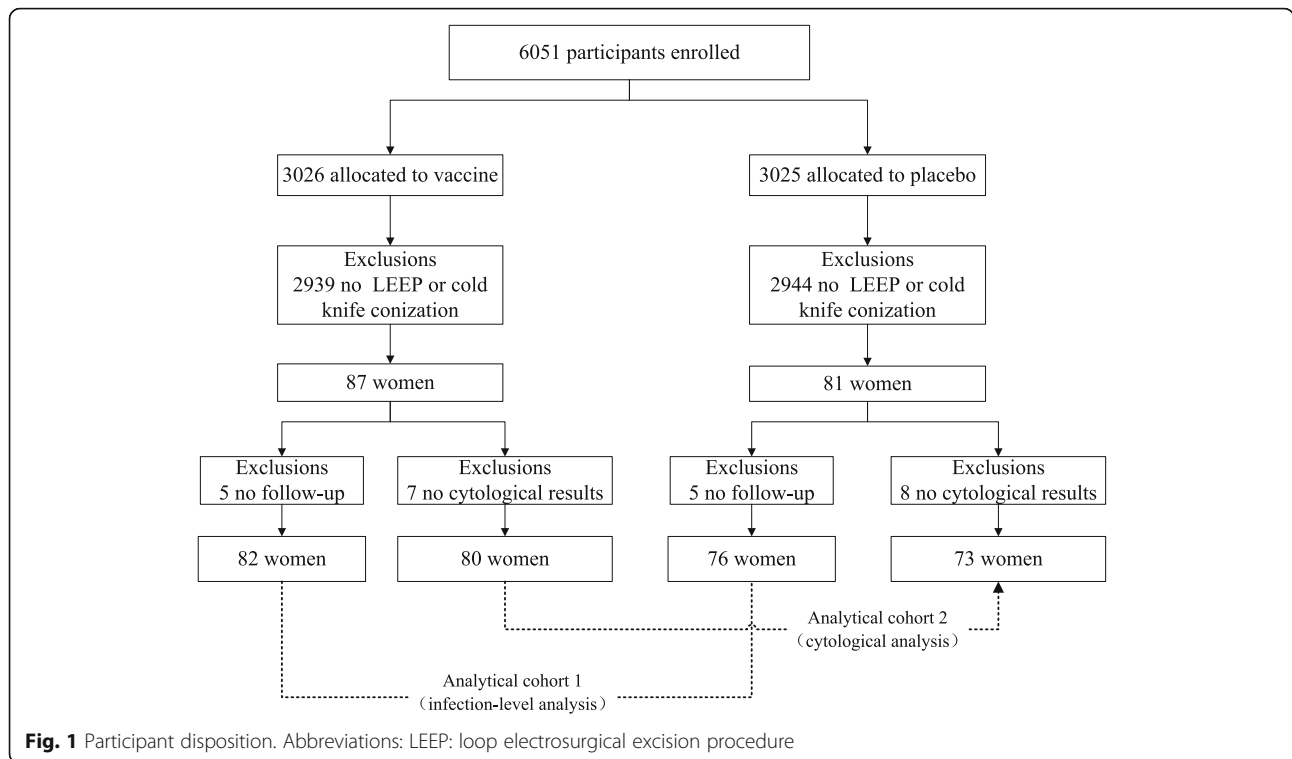 6051 participants enrolled
3026 allocated to vaccine
3025 allocated to placebo
Exclusions
2939 no LEEP or cold
knife conization
Exclusions
2944 no LEEP or cold
knife conization
87 women
81 women
Exclusions
5 no follow-up
Exclusions
7 no cytological results
Exclusions
5 no follow-up
Exclusions
8 no cytological results
82 women
80 women
76 women
73 women
Analytical cohort 2
（cytological analysis）
Analytical cohort 1
（infection-level analysis）
Fig. 1 Participant disposition. Abbreviations: LEEP: loop electrosurgical excision procedure